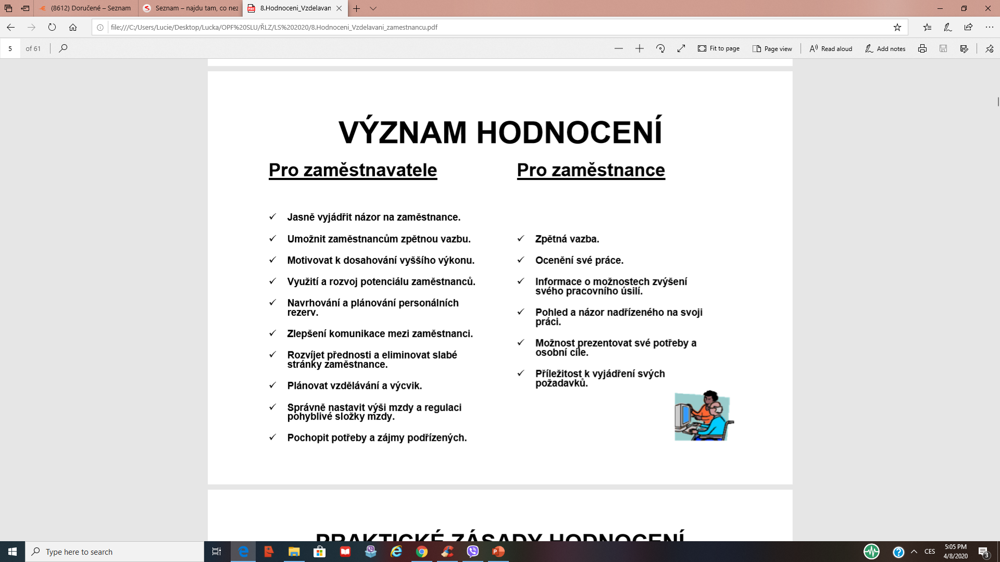 (8612) Doručené – Seznam
Seznam – najdu tam, co nez
8.Hodnoceni_Vzdelavan
file:///C:/Users/Lucie/Desktop/Lucka/OPF%20SLU/ŘLZ/LS%202020/8.Hodnoceni_Vzdelavani_zamestnancu.pdf
5 of 61
Fit to page
Page view
Read aloud
Add notes
VÝZNAM HODNOCENÍ
Pro zaměstnavatele
Jasně vyjádřit názor na zaměstnance.
Umožnit zaměstnancům zpětnou vazbu.
Motivovat k dosahování vyššího výkonu.
Využití a rozvoj potenciálu zaměstnanců.
Navrhování a plánování personálních
rezerv.
Zlepšení komunikace mezi zaměstnanci.
Rozvíjet přednosti a eliminovat slabé
stránky zaměstnance.
Plánovat vzdělávání a výcvik.
Správně nastavit výši mzdy a regulaci
pohyblivé složky mzdy.
Pochopit potřeby a zájmy podřízených.
Pro zaměstnance
Zpětná vazba.
Ocenění své práce.
Informace o možnostech zvýšení
svého pracovního úsilí.
Pohled a názor nadřízeného na svoji
práci.
Možnost prezentovat své potřeby a
osobní cíle.
Příležitost k vyjádření svých
požadavků.
PRAKTICKÉ ZÁSADY HODNOCENÍ
Type here to search
CES
5:05 PM
4/8/2020
3